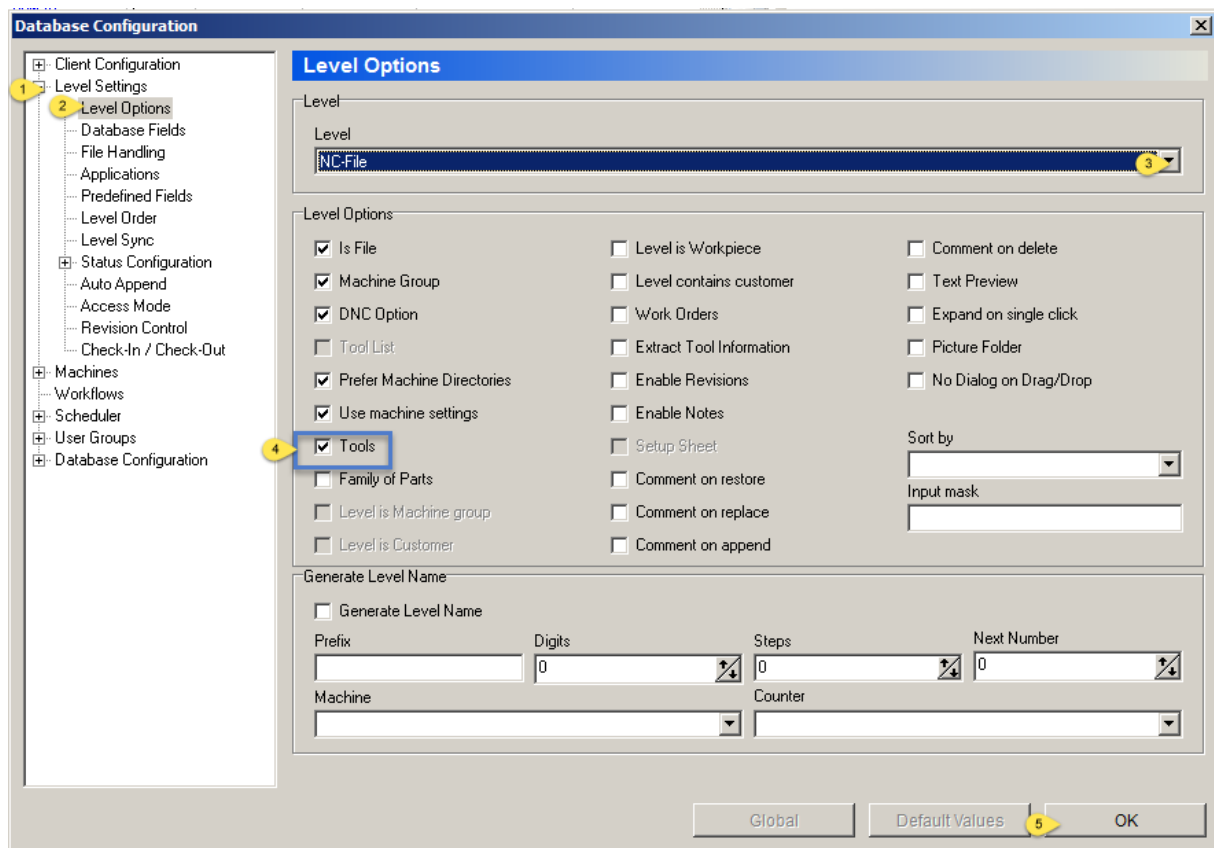 Database Configuration
Client Configuration
1 Level Settings
2 Level Options
Database Fields
File Handling
Applications
Predefined Fields
Level Order
Level Sync
Status Configuration
Auto Append
Access Mode
Revision Control
Check-In / Check-Out
Machines
Workflows
Scheduler
User Groups
Database Configuration
Level Options
Level
Level
NC-File 3
Level Options
Is File
Machine Group
DNC Option
Tool List
Prefer Machine Directories
Use machine settings
4 Tools
Family of Parts
Level is Machine group
Level is Customer
Level is Workpiece
Level contains customer
Work Orders
Extract Tool Information
Enable Revisions
Enable Notes
Setup Sheet
Comment on restore
Comment on replace
Comment on append
Comment on delete
Text Preview
Expand on single click
Picture Folder
No Dialog on Drag/Drop
Sort by
Input mask
Generate Level Name
Generate Level Name
Prefix Digits Steps Next Number
0 0 0
Machine Counter
Global Default Values 5 OK